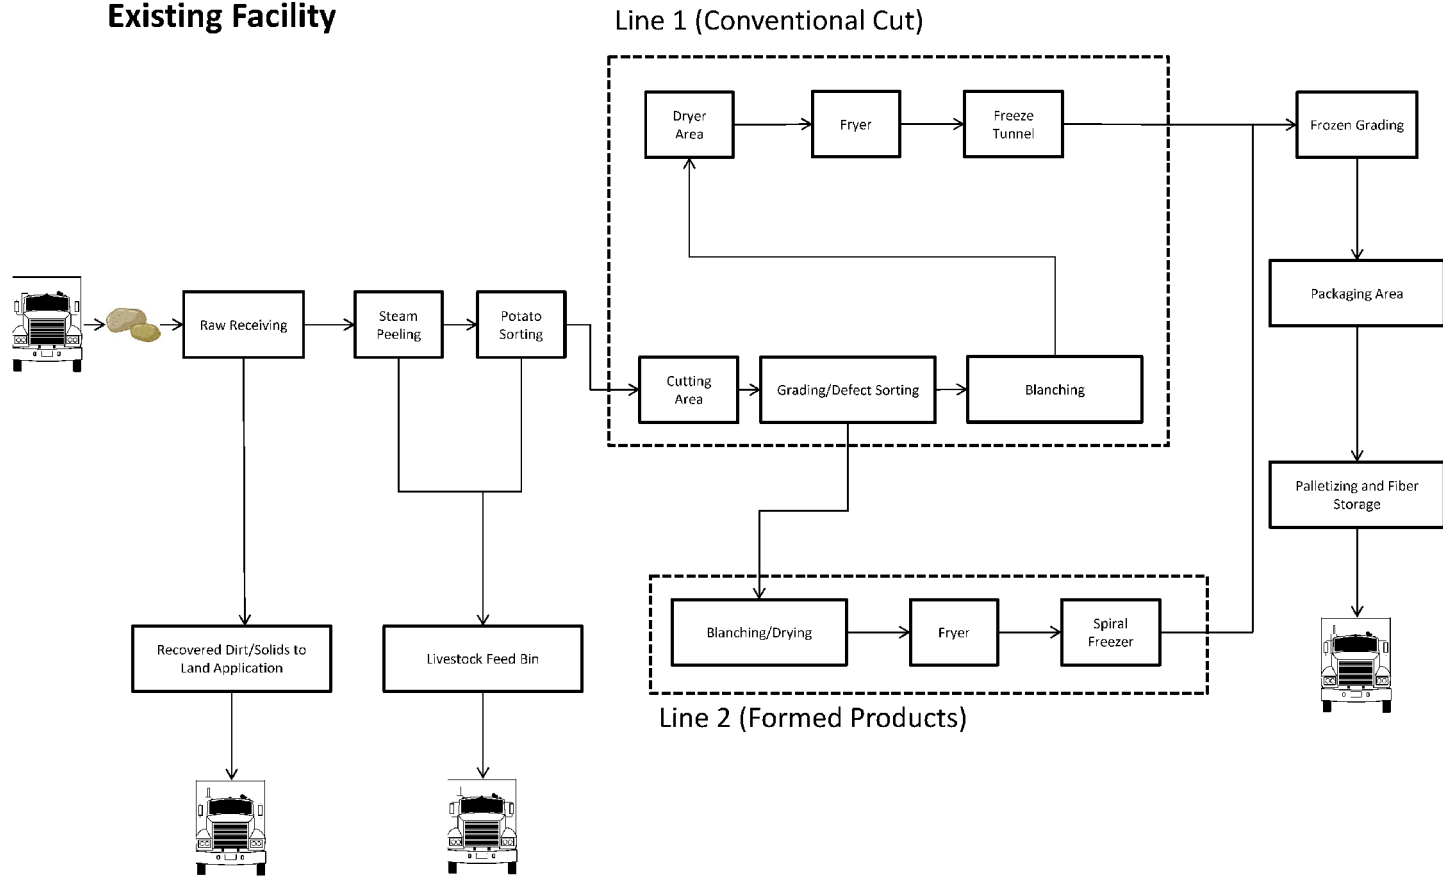 Existing Facility
Line 1 (Conventional Cut)
Dryer
Area
Fryer
Freeze
Tunnel
Frozen Grading
Raw Receiving
Steam
Peeling
Potato
Sorting
Cutting
Area
Grading/Defect Sorting
Blanching
Packaging Area
Palletizing and Fiber
Storage
Recovered Dirt/Solids to
Land Application
Livestock Feed Bin
Blanching/Drying
Fryer
Spiral
Freezer
Line 2 (Formed Products)